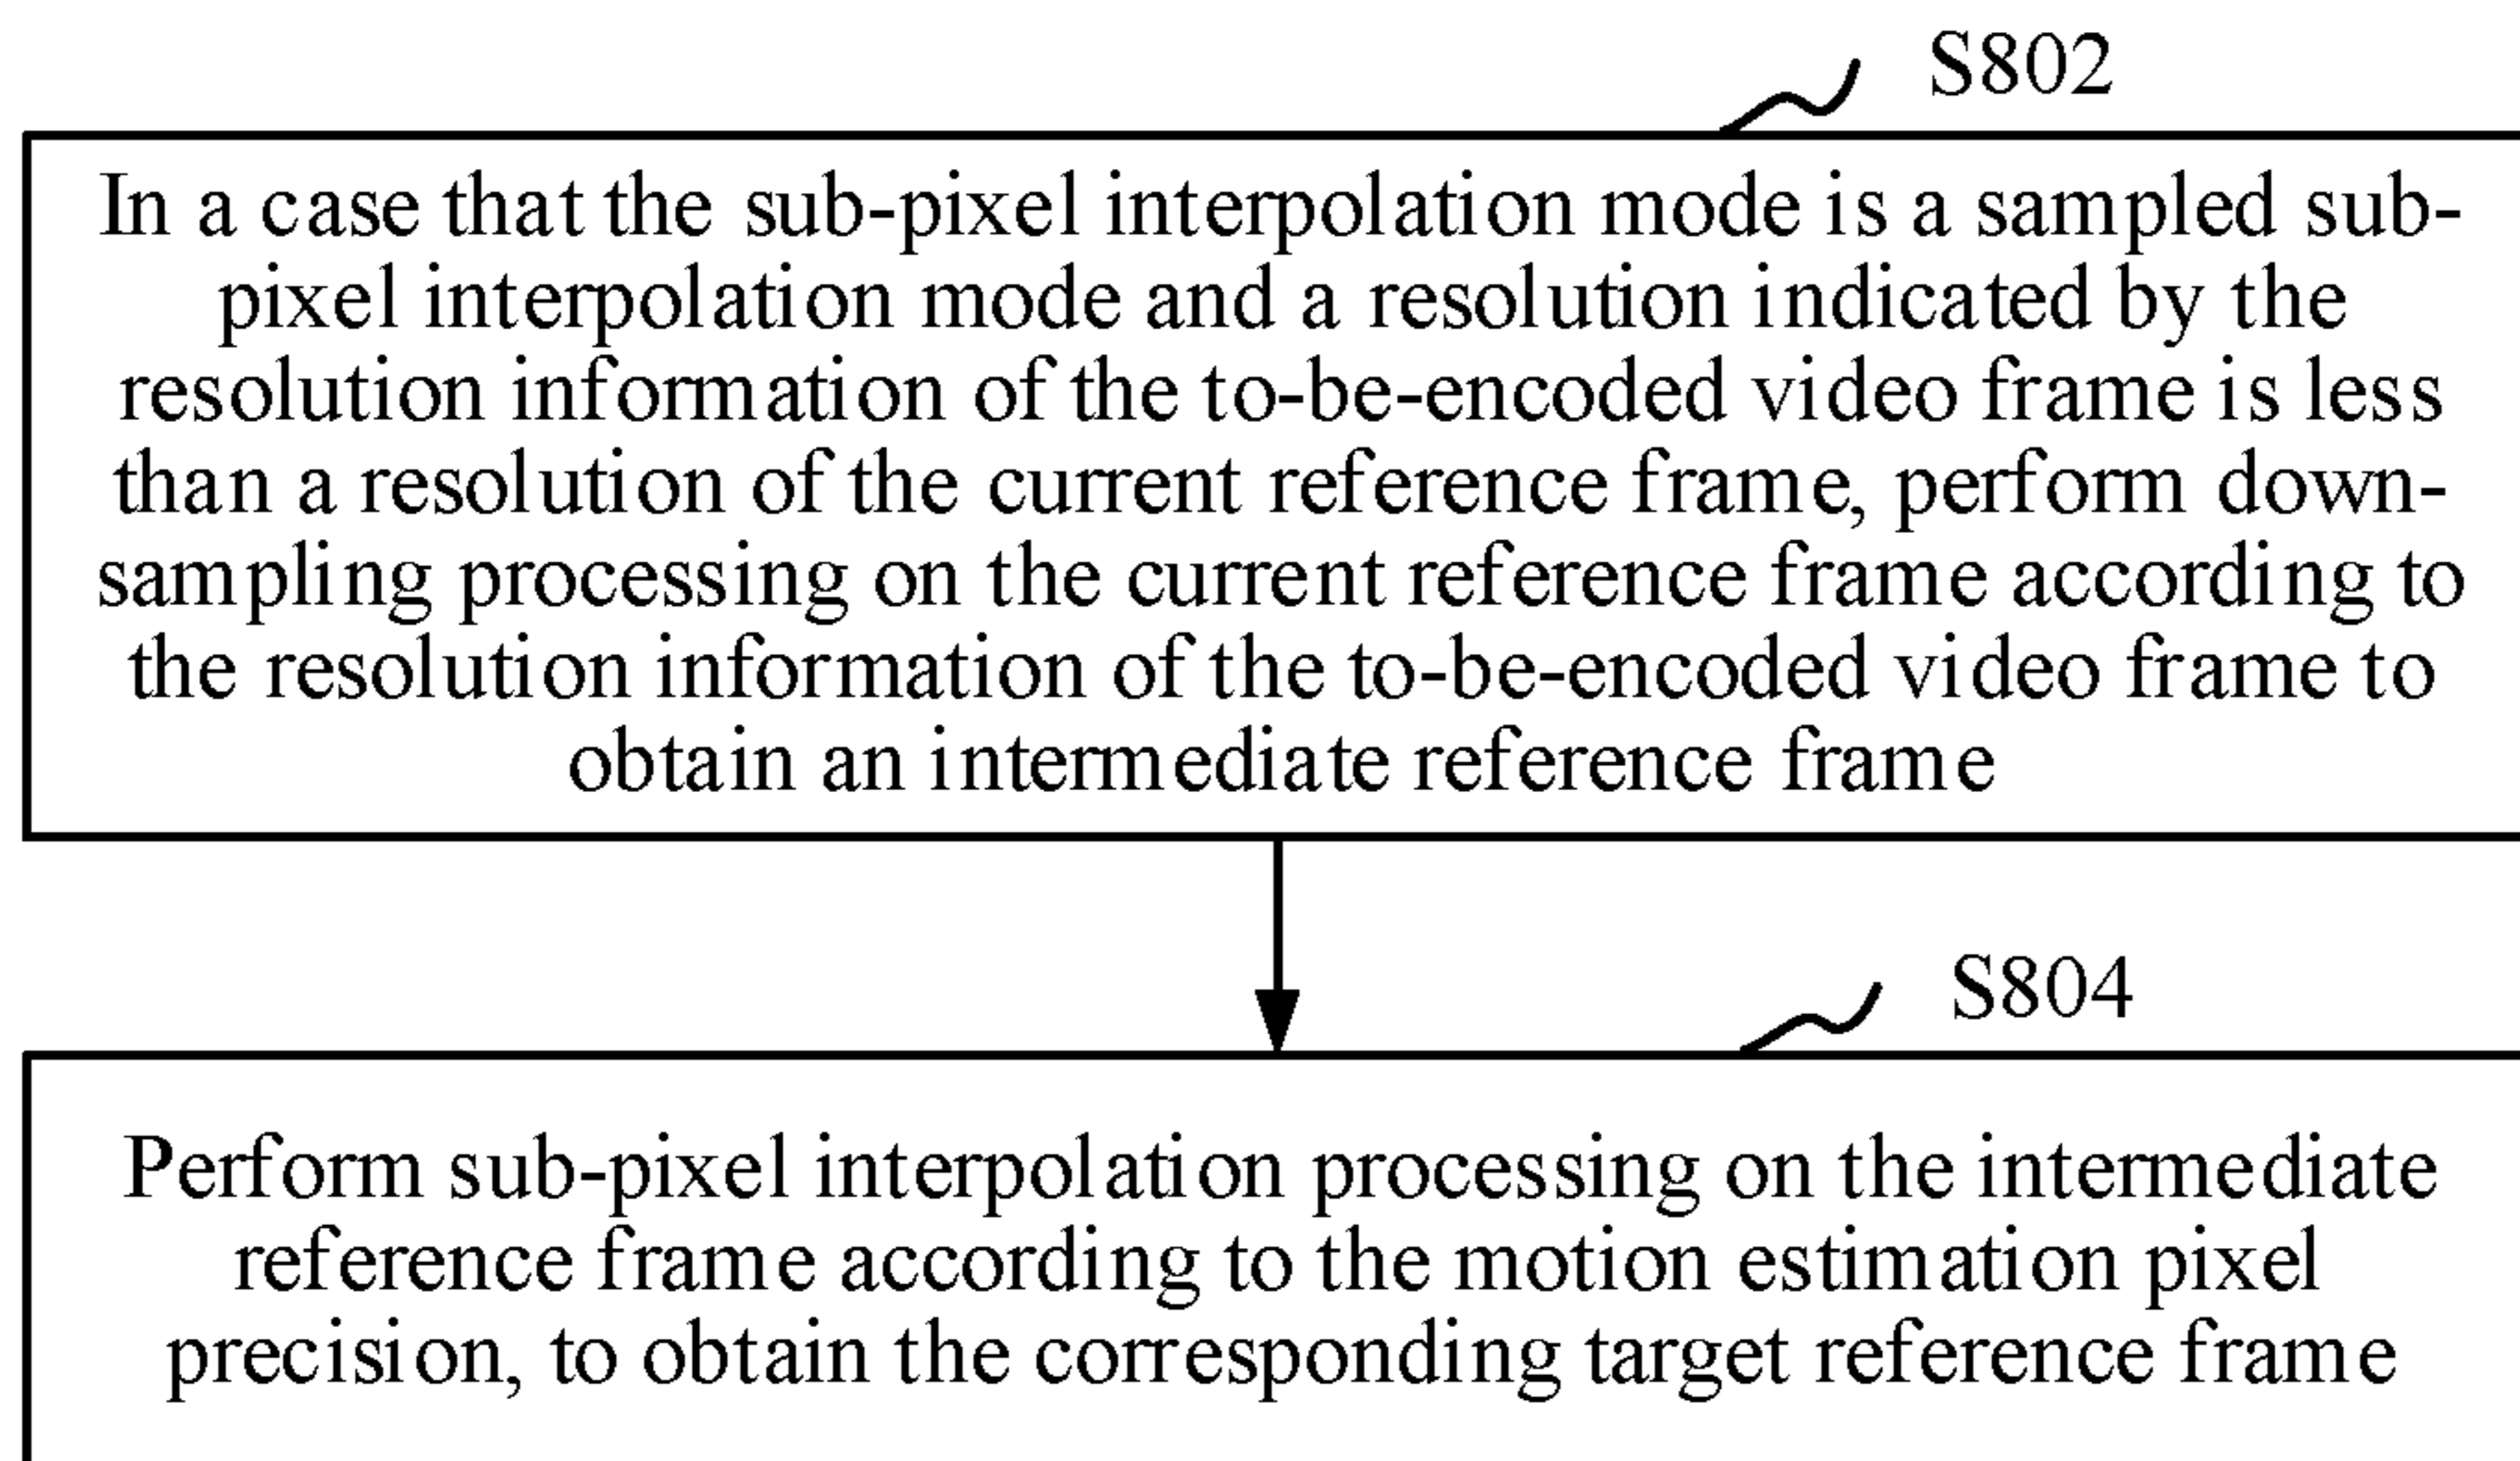 S802
In a case that the sub-pixel interpolation mode is a sampled sub-
pixel interpolation mode and a resolution indicated by the
resolution information of the to-be-encoded video frame is less
than a resolution of the current reference frame, perform down-
sampling processing on the current reference frame according to
the resolution information of the to-be-encoded video frame to
obtain an intermediate reference frame
S804
Perform sub-pixel interpolation processing on the intermediate
reference frame according to the motion estimation pixel
precision, to obtain the corresponding target reference frame